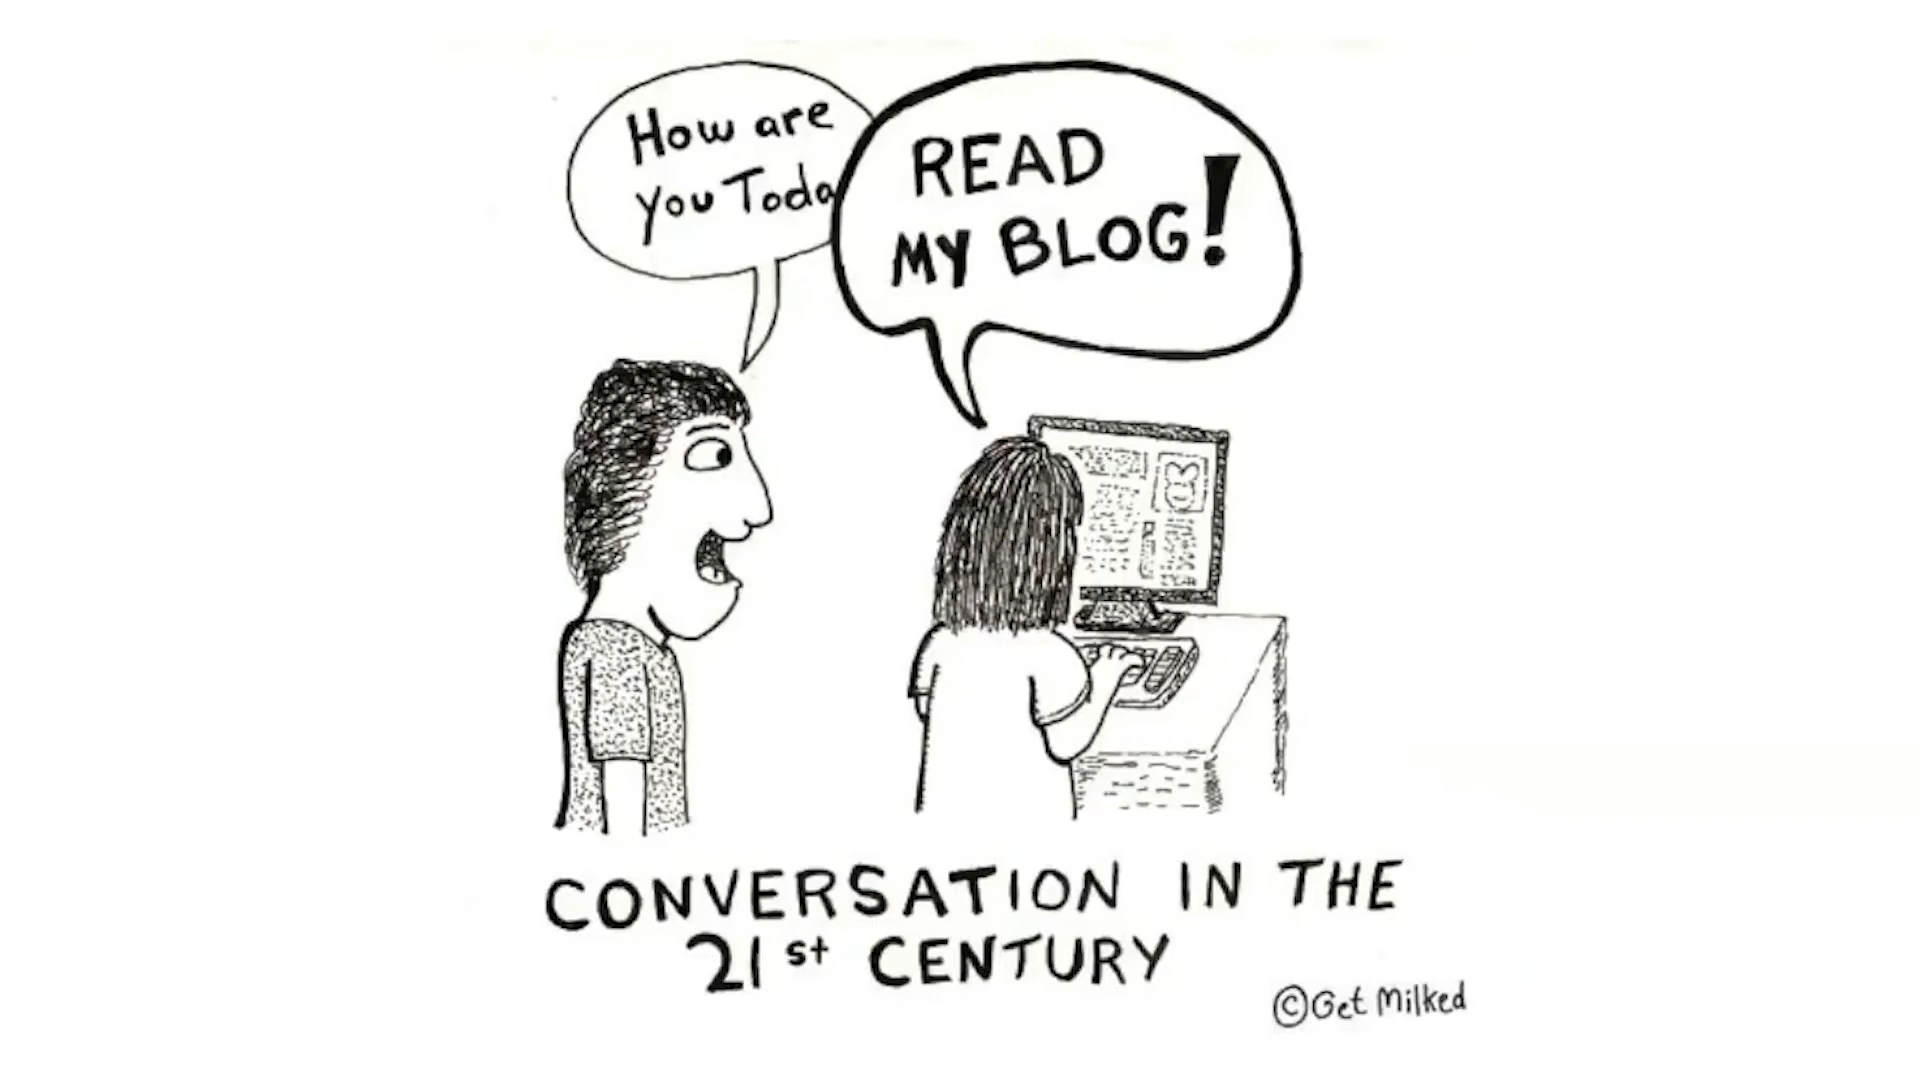 How are
you Toda
READ
MY BLOG!
CONVERSATION IN THE
21st CENTURY
©Get Milked